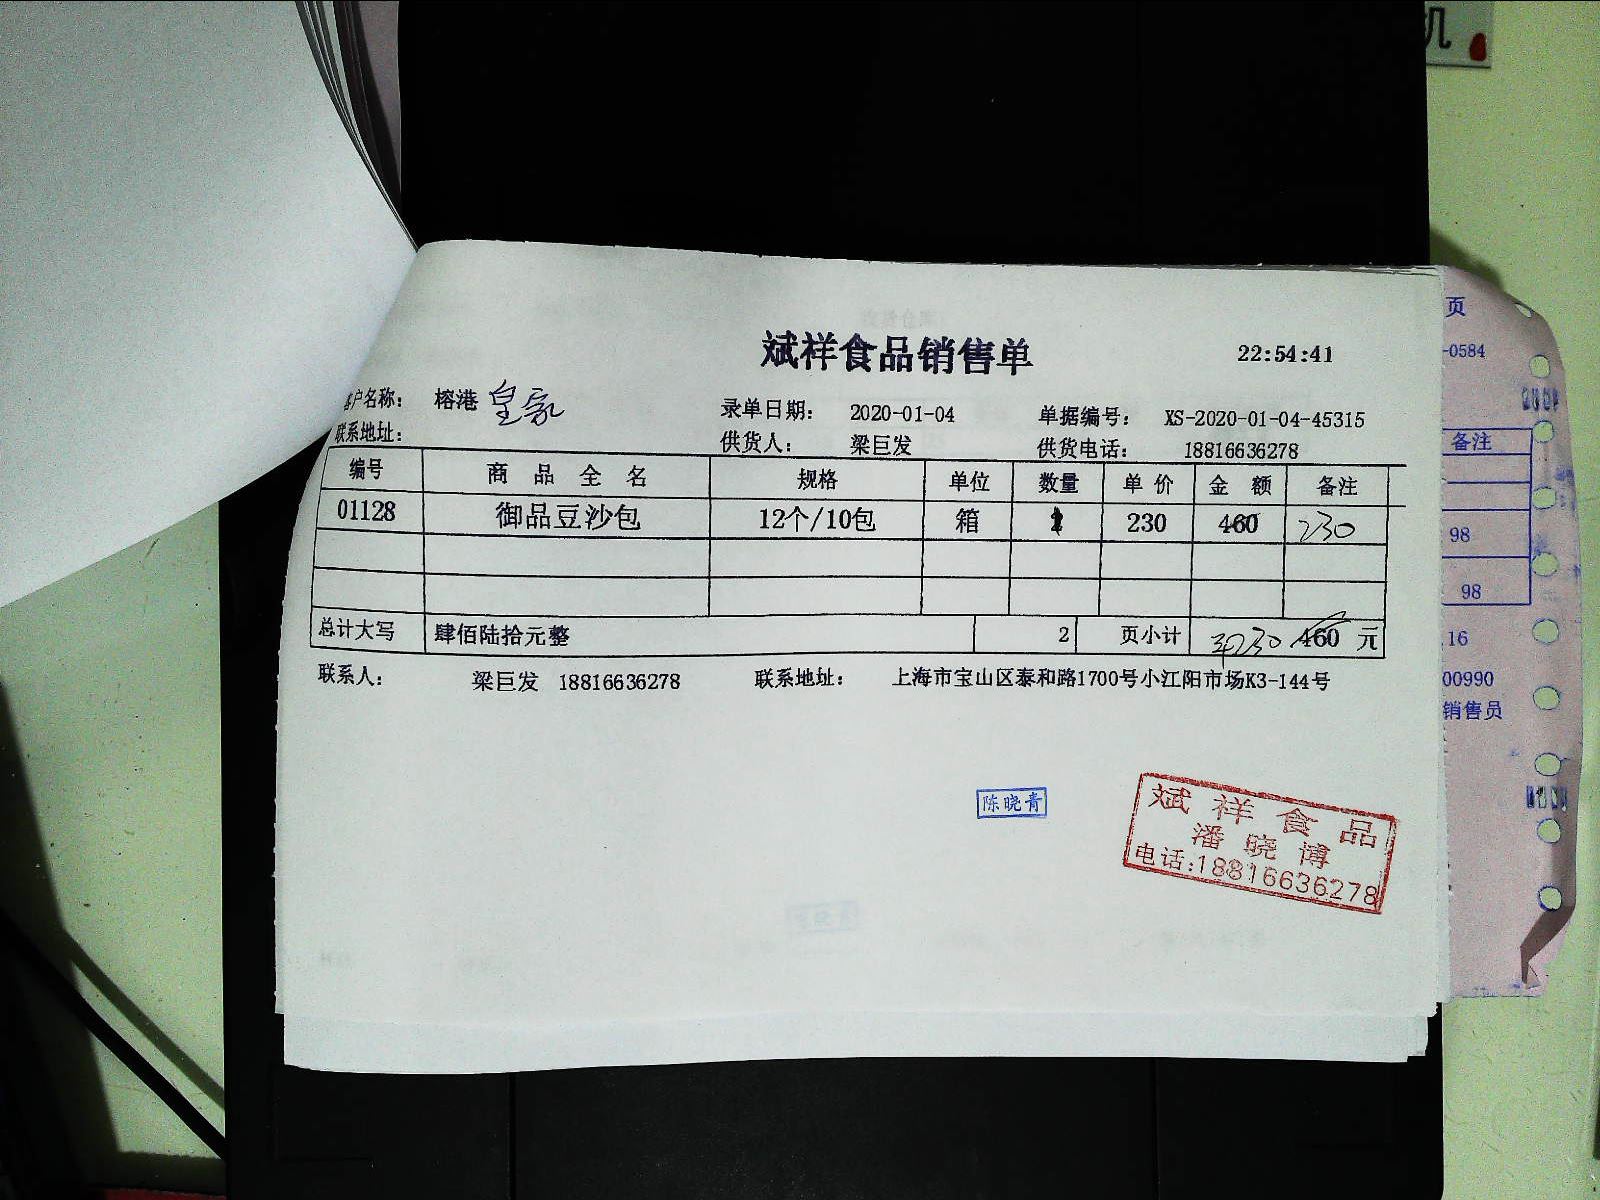 机
斌祥食品销售单 22:54:41
客户名称： 榕港 皇家 录单日期： 2020-01-04 单据编号： XS-2020-01-04-45315
联系地址： 供货人： 梁巨发 供货电话： 18816636278
编号 商品全名 规格 单位 数量 单价 金额 备注
01128 御品豆沙包 12个/10包 箱 1 230 460 230
总计大写 肆佰陆拾元整 2 页小计 230 460 元
联系人： 梁巨发 18816636278 联系地址： 上海市宝山区泰和路1700号小江阳市场K3-144号
陈晓青
斌祥食品
潘晓博
电话:18816636278
页
-0584
备注
98
98
16
00990
销售员